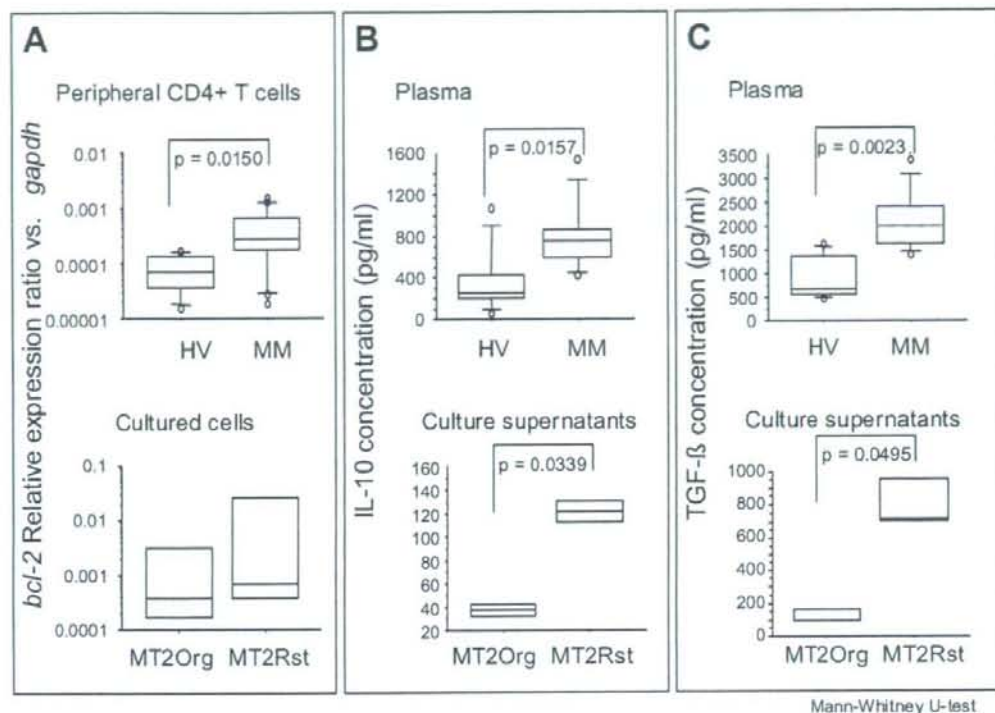 A
Peripheral CD4+ T cells
bcl-2 Relative expression ratio vs. gapdh
p = 0.0150
0.01
0.001
0.0001
0.00001
HV MM
Cultured cells
0.1
0.01
0.001
0.0001
MT2Org MT2Rst
B
Plasma
IL-10 concentration (pg/ml)
p = 0.0157
1600
1200
800
400
0
HV MM
Culture supernatants
p = 0.0339
160
140
120
100
80
60
40
20
MT2Org MT2Rst
C
Plasma
TGF-ß concentration (pg/ml)
p = 0.0023
3500
3000
2500
2000
1500
1000
500
0
HV MM
Culture supernatants
p = 0.0495
1000
800
600
400
200
0
MT2Org MT2Rst
Mann-Whitney U-test